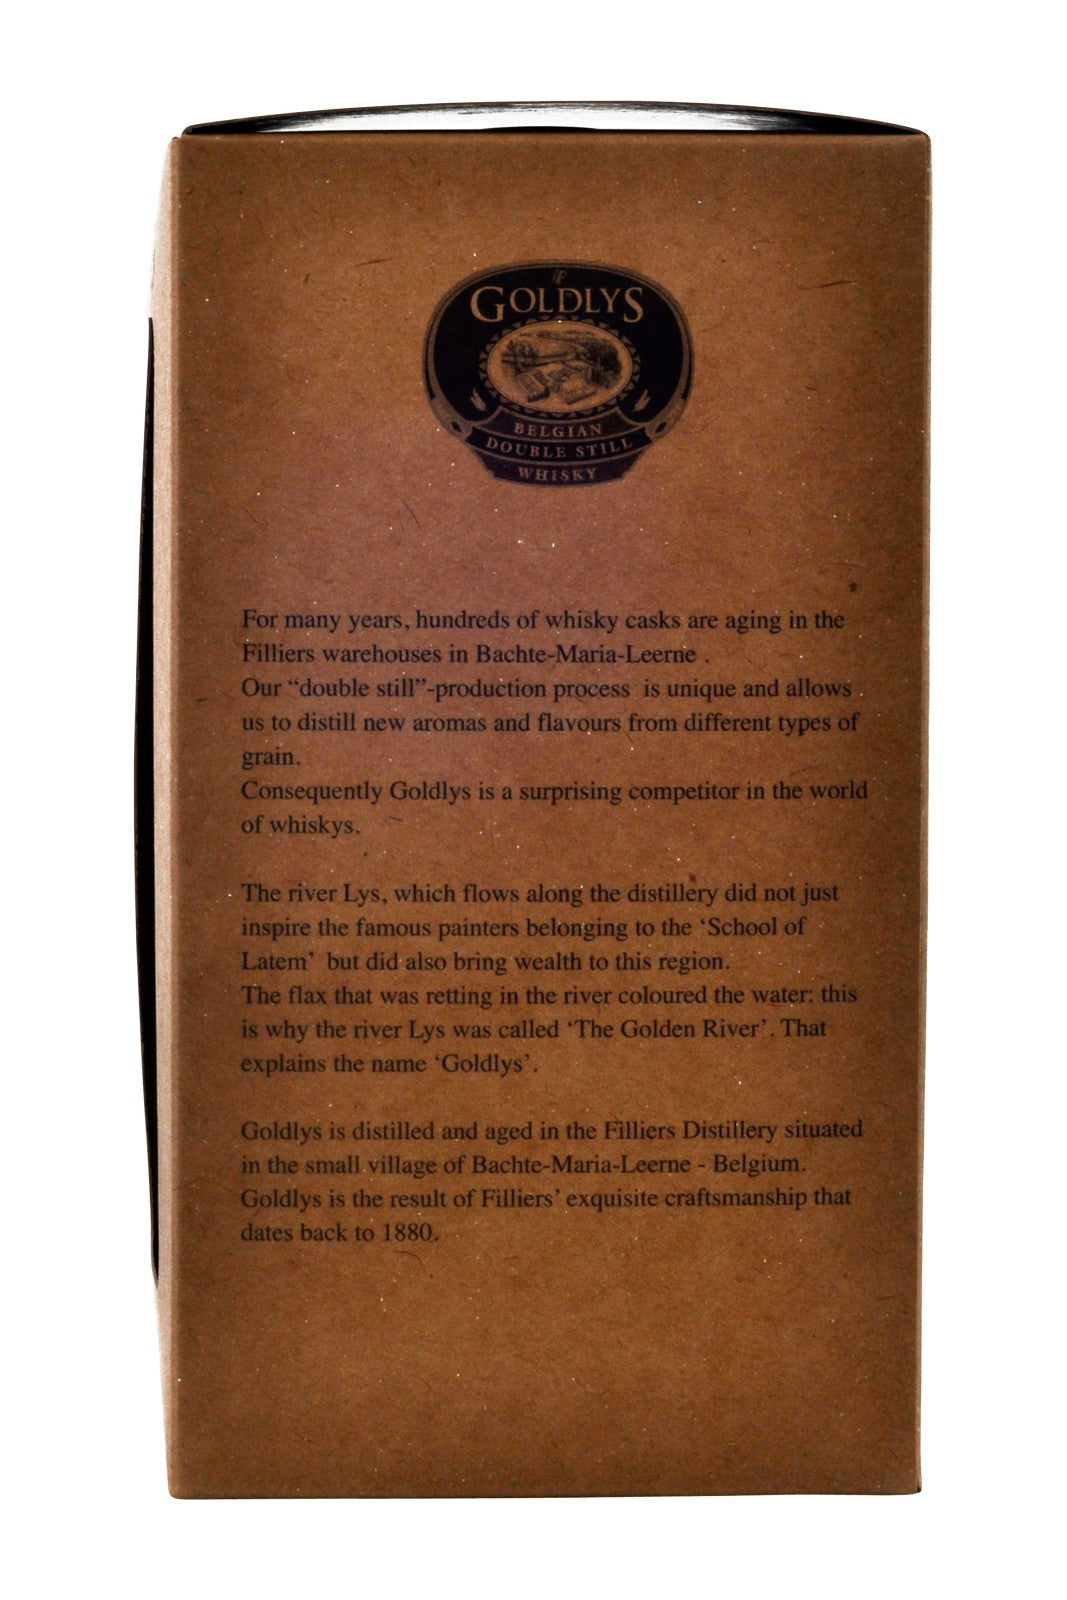 GOLDLYS
BELGIAN
DOUBLE STILL
WHISKY
For many years, hundreds of whisky casks are aging in the
Filliers warehouses in Bachte-Maria-Leerne .
Our “double still”-production process is unique and allows
us to distill new aromas and flavours from different types of
grain.
Consequently Goldlys is a surprising competitor in the world
of whiskys.
The river Lys, which flows along the distillery did not just
inspire the famous painters belonging to the ‘School of
Latem’ but did also bring wealth to this region.
The flax that was retting in the river coloured the water: this
is why the river Lys was called ‘The Golden River’. That
explains the name ‘Goldlys’.
Goldlys is distilled and aged in the Filliers Distillery situated
in the small village of Bachte-Maria-Leerne - Belgium.
Goldlys is the result of Filliers’ exquisite craftsmanship that
dates back to 1880.